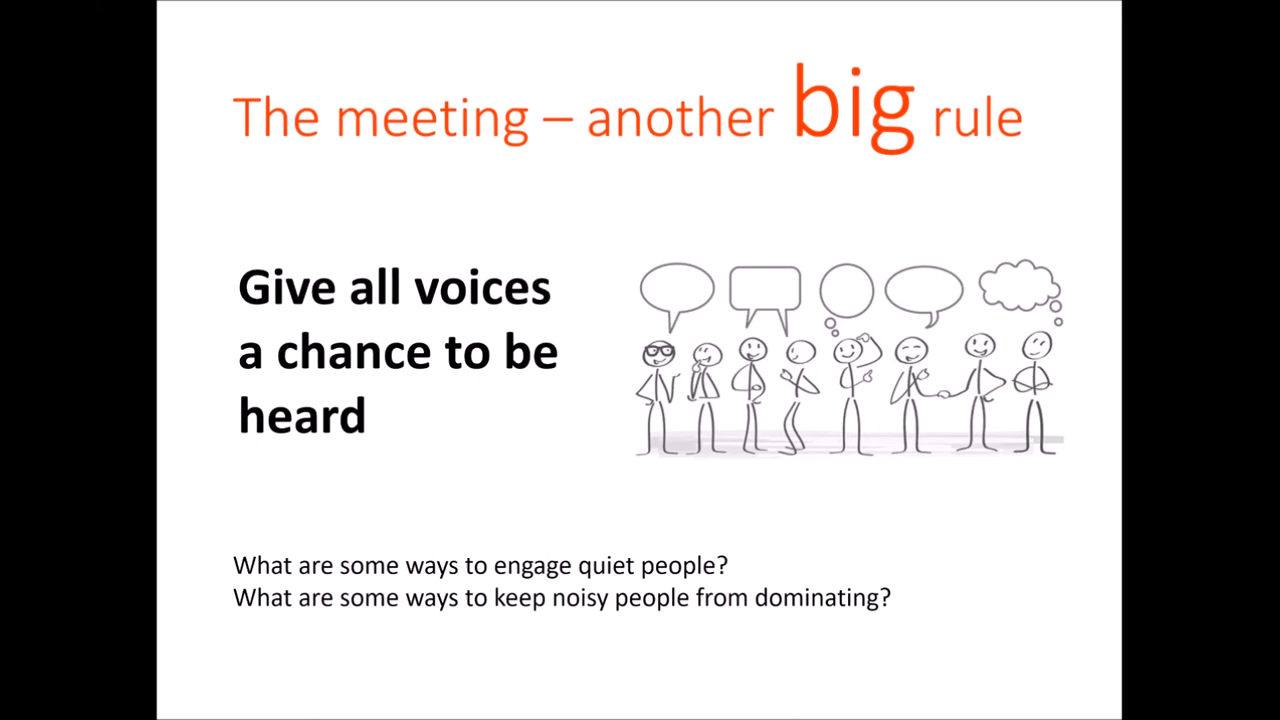 The meeting – another big rule
Give all voices
a chance to be
heard
What are some ways to engage quiet people?
What are some ways to keep noisy people from dominating?